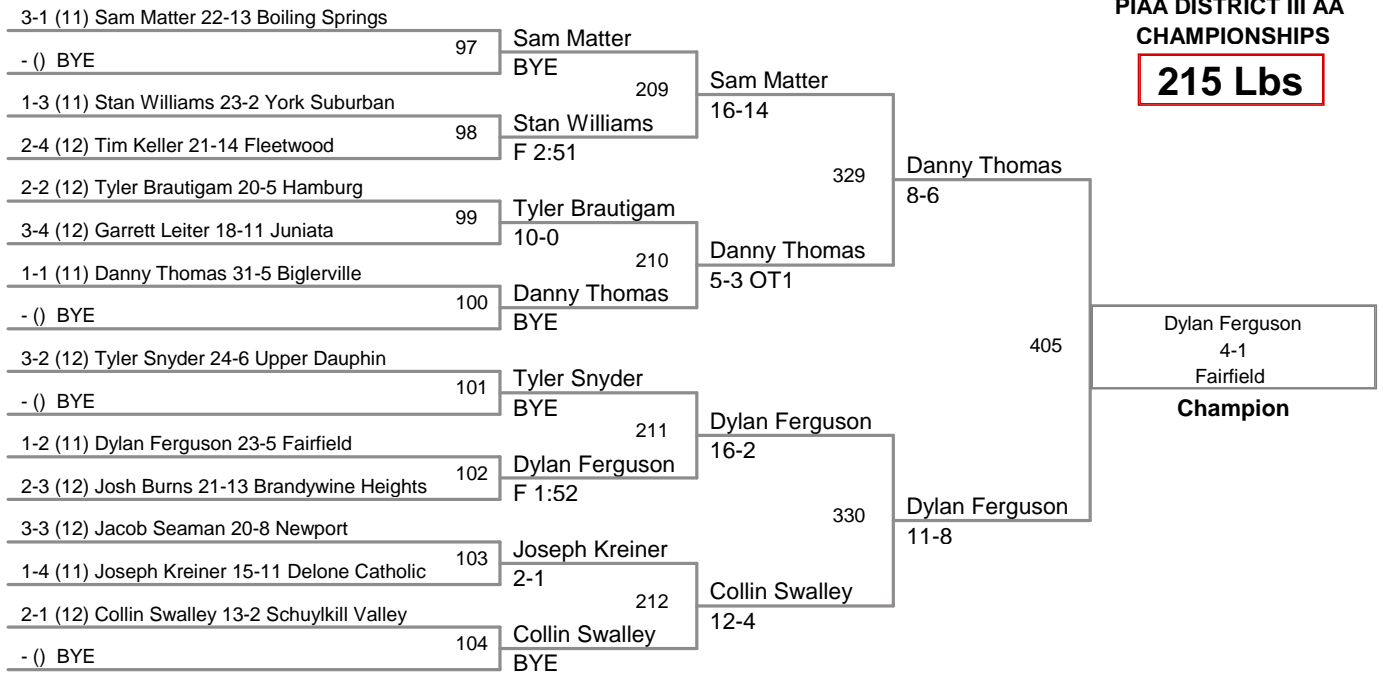 PIAA DISTRICT III AA
CHAMPIONSHIPS
215 Lbs
3-1 (11) Sam Matter 22-13 Boiling Springs
- () BYE
1-3 (11) Stan Williams 23-2 York Suburban
2-4 (12) Tim Keller 21-14 Fleetwood
2-2 (12) Tyler Brautigam 20-5 Hamburg
3-4 (12) Garrett Leiter 18-11 Juniata
1-1 (11) Danny Thomas 31-5 Biglerville
- () BYE
3-2 (12) Tyler Snyder 24-6 Upper Dauphin
- () BYE
1-2 (11) Dylan Ferguson 23-5 Fairfield
2-3 (12) Josh Burns 21-13 Brandywine Heights
3-3 (12) Jacob Seaman 20-8 Newport
1-4 (11) Joseph Kreiner 15-11 Delone Catholic
2-1 (12) Collin Swalley 13-2 Schuylkill Valley
- () BYE
97
98
99
100
101
102
103
104
Sam Matter
BYE
Stan Williams
F 2:51
Tyler Brautigam
10-0
Danny Thomas
BYE
Tyler Snyder
BYE
Dylan Ferguson
F 1:52
Joseph Kreiner
2-1
Collin Swalley
BYE
209
210
211
212
Sam Matter
16-14
Danny Thomas
5-3 OT1
Dylan Ferguson
16-2
Collin Swalley
12-4
329
330
Danny Thomas
8-6
Dylan Ferguson
11-8
405
Dylan Ferguson
4-1
Fairfield
Champion